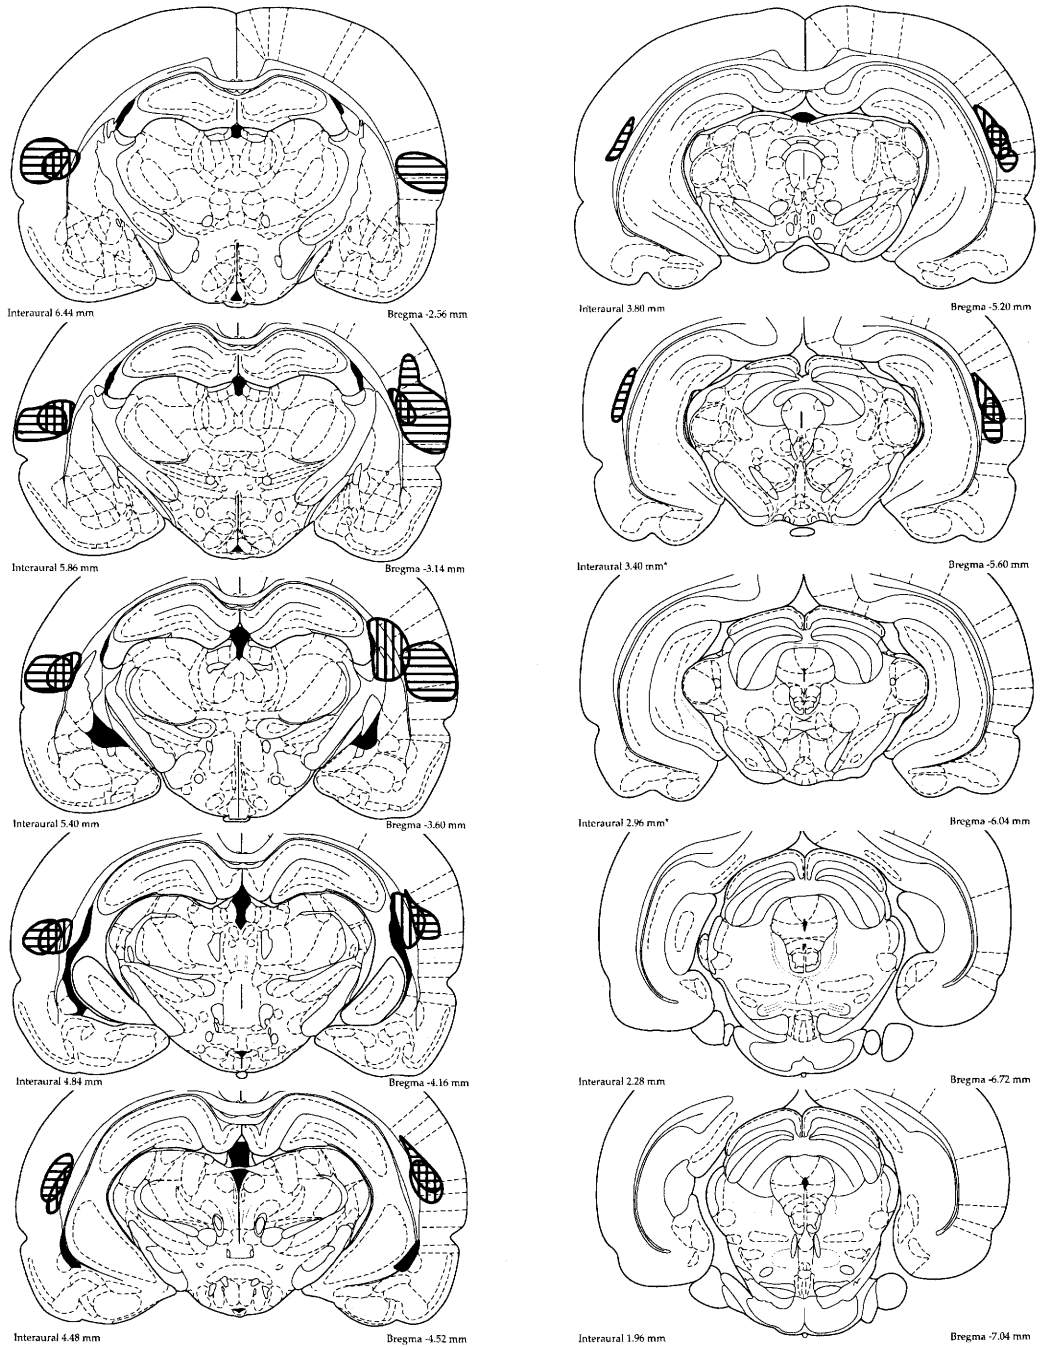 Interaural 6.44 mm
Bregma -2.56 mm
Interaural 5.86 mm
Bregma -3.14 mm
Interaural 5.40 mm
Bregma -3.60 mm
Interaural 4.84 mm
Bregma -4.16 mm
Interaural 4.48 mm
Bregma -4.52 mm
Interaural 3.80 mm
Bregma -5.20 mm
Interaural 3.40 mm*
Bregma -5.60 mm
Interaural 2.96 mm*
Bregma -6.04 mm
Interaural 2.28 mm
Bregma -6.72 mm
Interaural 1.96 mm
Bregma -7.04 mm